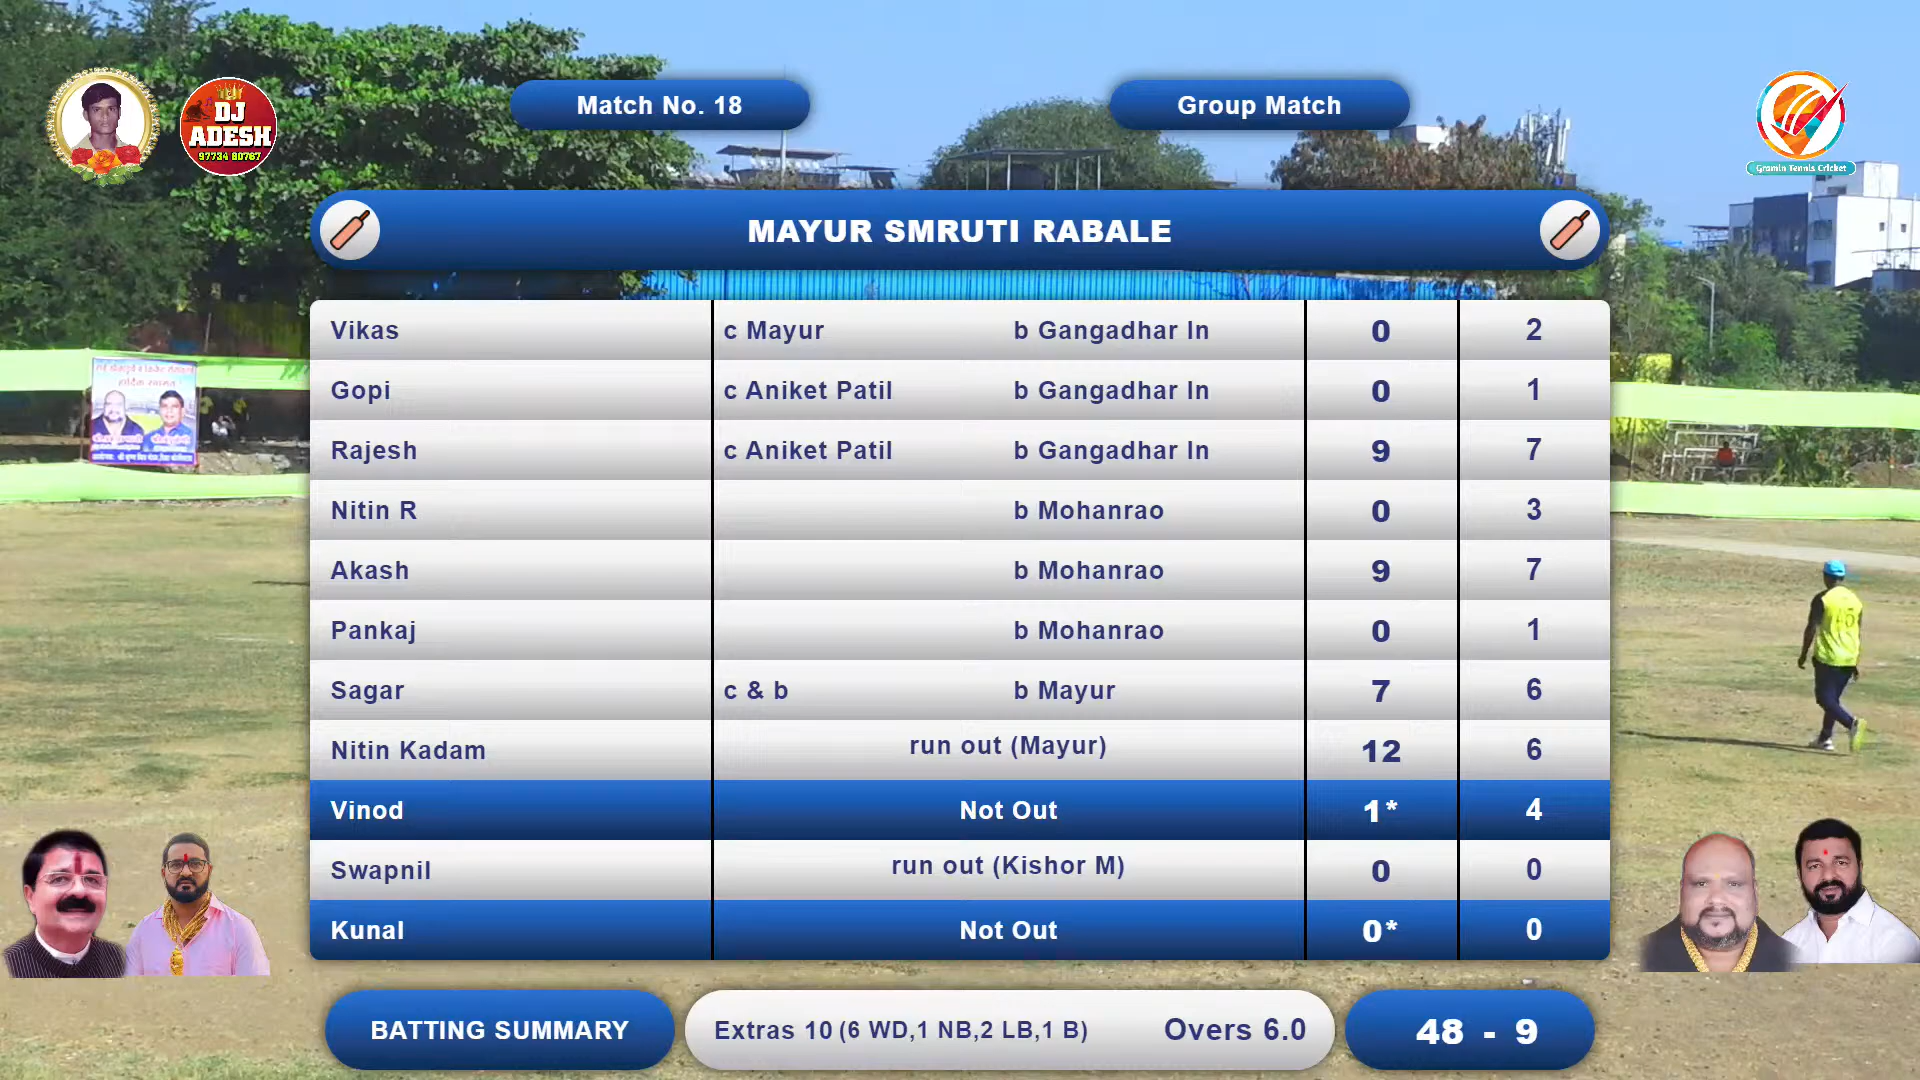 Match No. 18
Group Match
DJ
ADESH
97734 80767
Gramin Tennis Cricket
MAYUR SMRUTI RABALE
Vikas c Mayur b Gangadhar In 0 2
Gopi c Aniket Patil b Gangadhar In 0 1
Rajesh c Aniket Patil b Gangadhar In 9 7
Nitin R b Mohanrao 0 3
Akash b Mohanrao 9 7
Pankaj b Mohanrao 0 1
Sagar c & b b Mayur 7 6
Nitin Kadam run out (Mayur) 12 6
Vinod Not Out 1* 4
Swapnil run out (Kishor M) 0 0
Kunal Not Out 0* 0
BATTING SUMMARY Extras 10 (6 WD,1 NB,2 LB,1 B) Overs 6.0 48 - 9